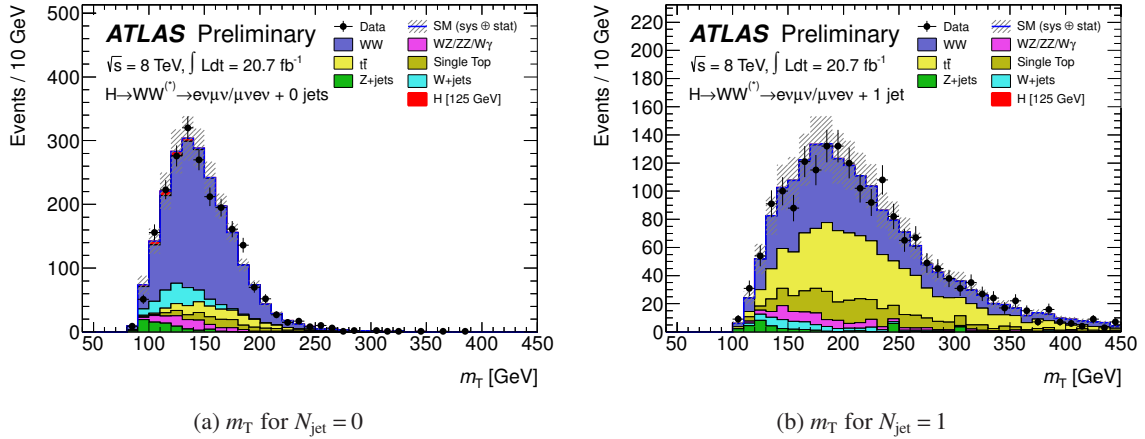 ATLAS Preliminary
√s = 8 TeV, ∫ Ldt = 20.7 fb⁻¹
H→WW⁽*⁾→eνμν/μνeν + 0 jets
Data
SM (sys ⊕ stat)
WW
WZ/ZZ/Wγ
tt̄
Single Top
Z+jets
W+jets
H [125 GeV]
Events / 10 GeV
500
400
300
200
100
0
50 100 150 200 250 300 350 400 450
m_T [GeV]
(a) m_T for N_jet = 0
ATLAS Preliminary
√s = 8 TeV, ∫ Ldt = 20.7 fb⁻¹
H→WW⁽*⁾→eνμν/μνeν + 1 jet
Data
SM (sys ⊕ stat)
WW
WZ/ZZ/Wγ
tt̄
Single Top
Z+jets
W+jets
H [125 GeV]
Events / 10 GeV
220
200
180
160
140
120
100
80
60
40
20
0
50 100 150 200 250 300 350 400 450
m_T [GeV]
(b) m_T for N_jet = 1